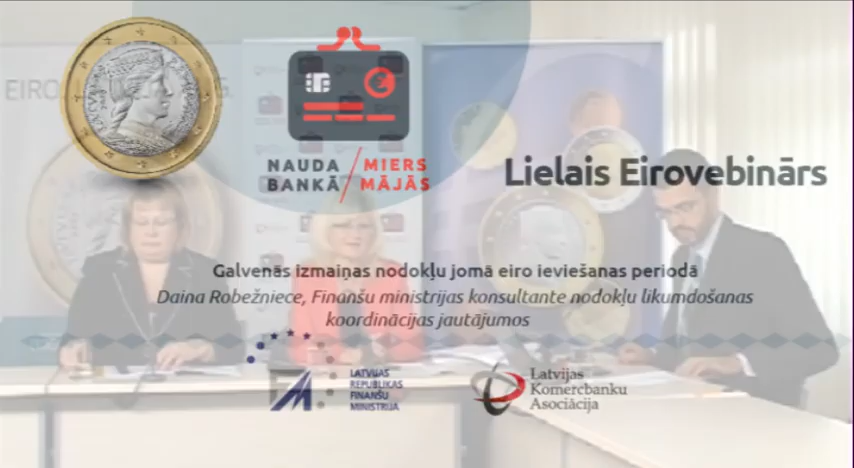 NAUDA
BANKĀ
MIERS
MĀJĀS
Lielais Eirovebinārs
Galvenās izmaiņas nodokļu jomā eiro ieviešanas periodā
Daina Robežniece, Finanšu ministrijas konsultante nodokļu likumdošanas
koordinācijas jautājumos
LATVIJAS
REPUBLIKAS
FINANŠU
MINISTRIJA
Latvijas
Komercbanku
Asociācija